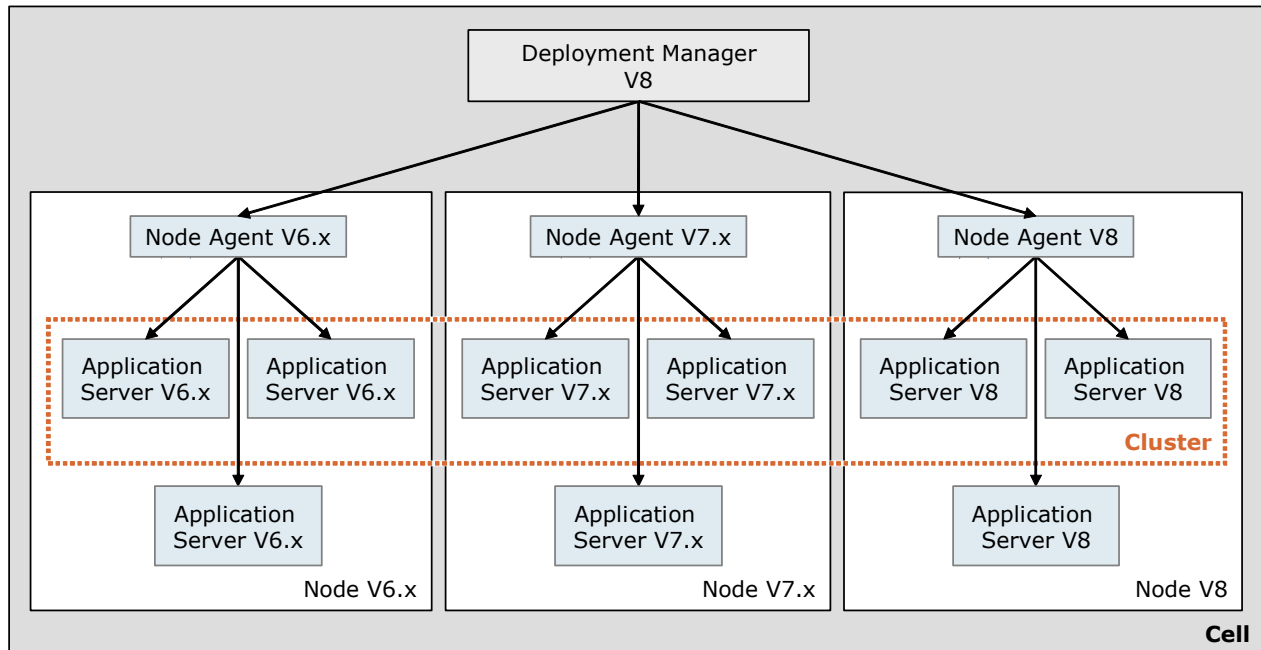 Deployment Manager
V8
Node Agent V6.x
Node Agent V7.x
Node Agent V8
Application
Server V6.x
Application
Server V6.x
Application
Server V7.x
Application
Server V7.x
Application
Server V8
Application
Server V8
Cluster
Application
Server V6.x
Application
Server V7.x
Application
Server V8
Node V6.x
Node V7.x
Node V8
Cell